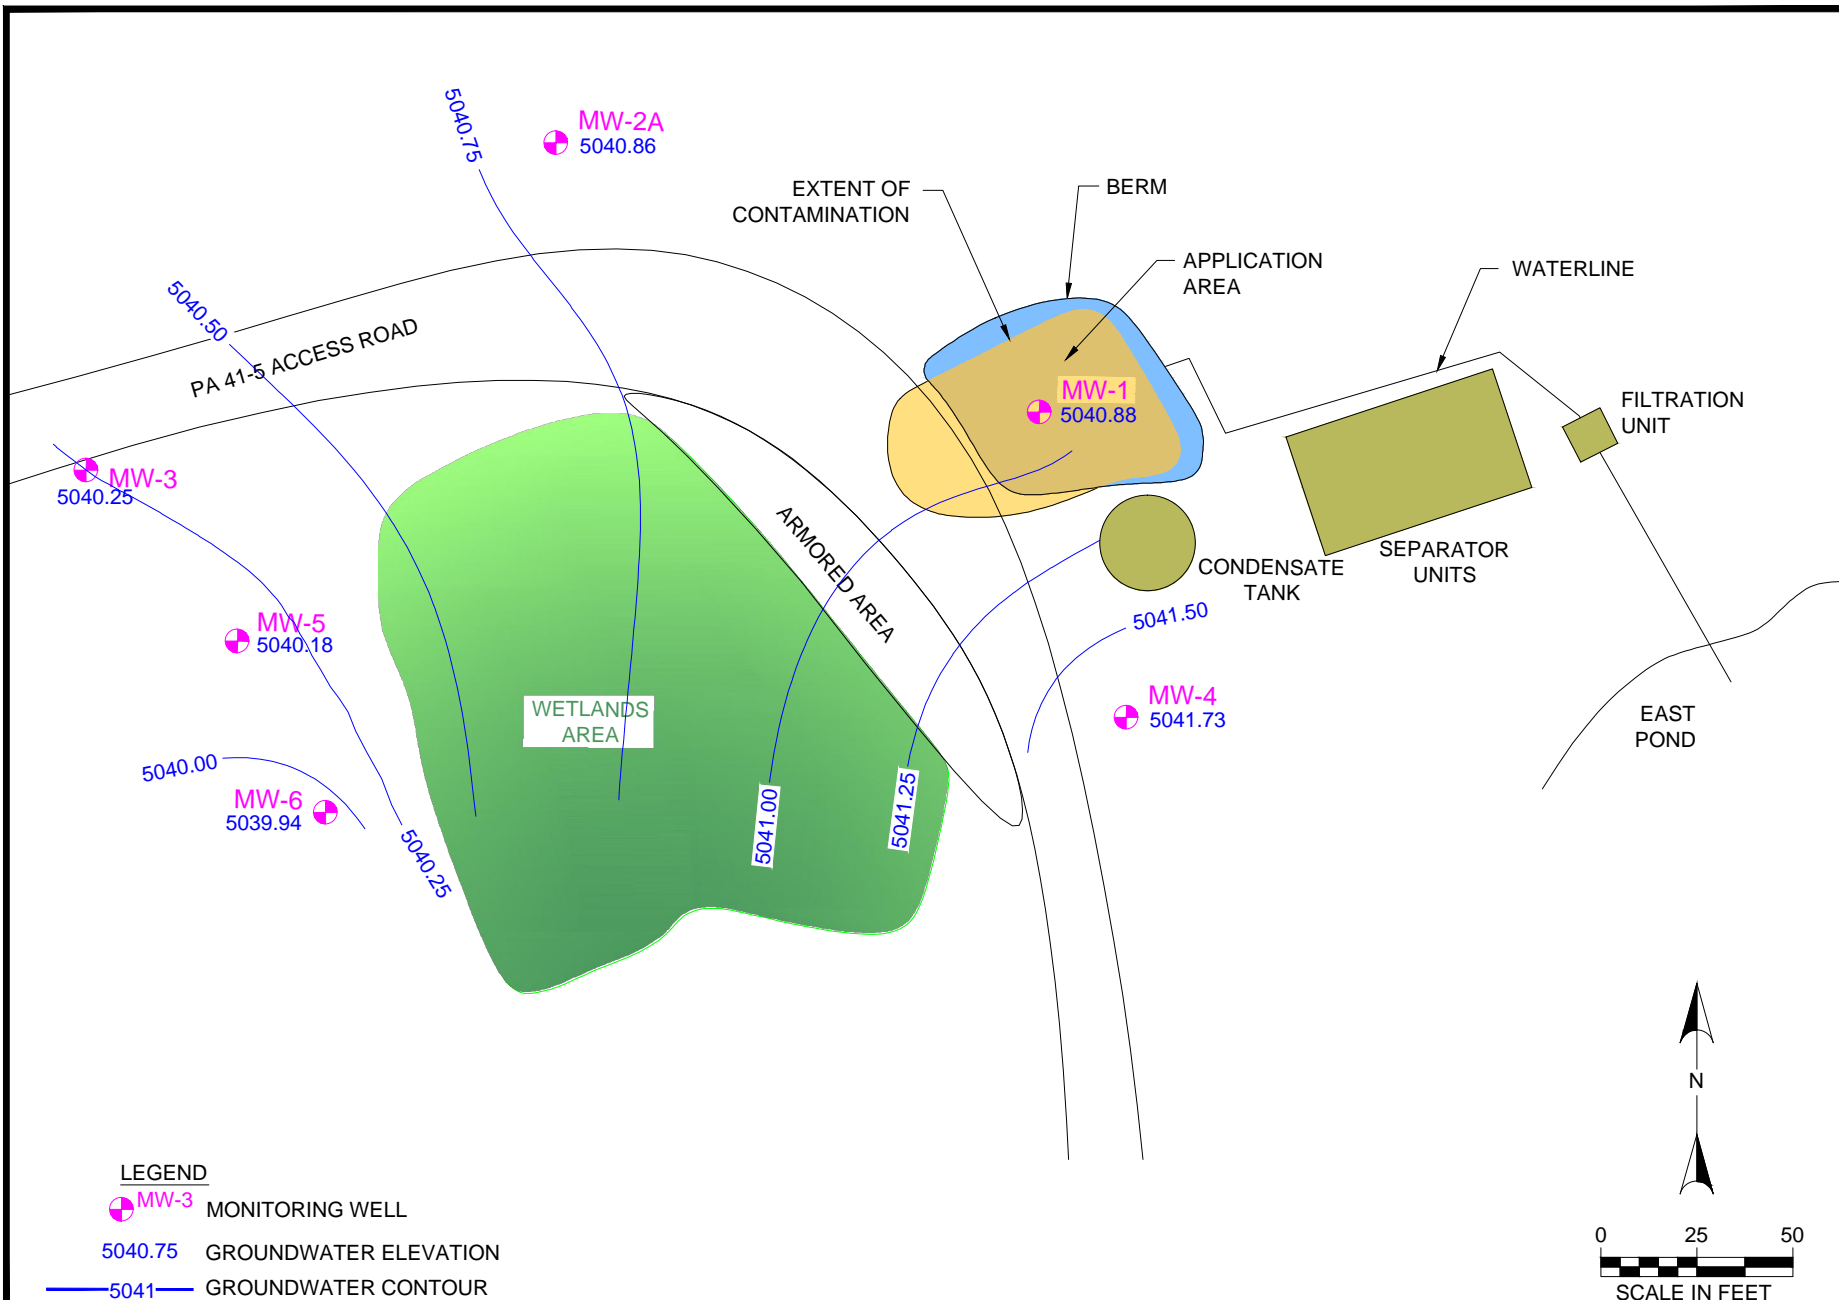 5040.75
MW-2A
5040.86
EXTENT OF
CONTAMINATION
BERM
APPLICATION
AREA
WATERLINE
5040.50
PA 41-5 ACCESS ROAD
MW-1
5040.88
FILTRATION
UNIT
MW-3
5040.25
ARMORED AREA
CONDENSATE
TANK
SEPARATOR
UNITS
5041.50
MW-5
5040.18
WETLANDS
AREA
MW-4
5041.73
EAST
POND
5040.00
MW-6
5039.94
5040.25
5041.00
5041.25
N
LEGEND
MW-3 MONITORING WELL
5040.75 GROUNDWATER ELEVATION
5041 GROUNDWATER CONTOUR
0 25 50
SCALE IN FEET